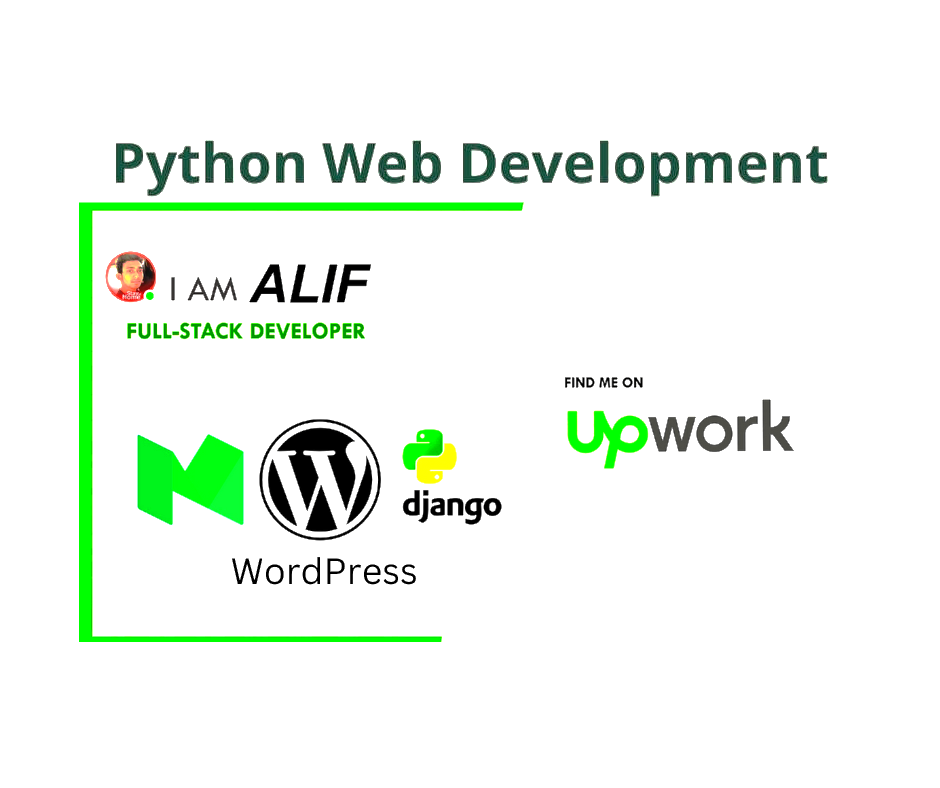 Python Web Development
I AM ALIF
FULL-STACK DEVELOPER
FIND ME ON
upwork
django
WordPress